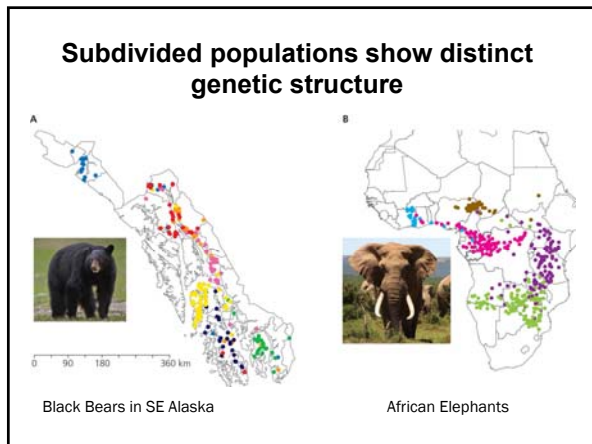 Subdivided populations show distinct
genetic structure
A
B
0 90 180 360 km
Black Bears in SE Alaska
African Elephants